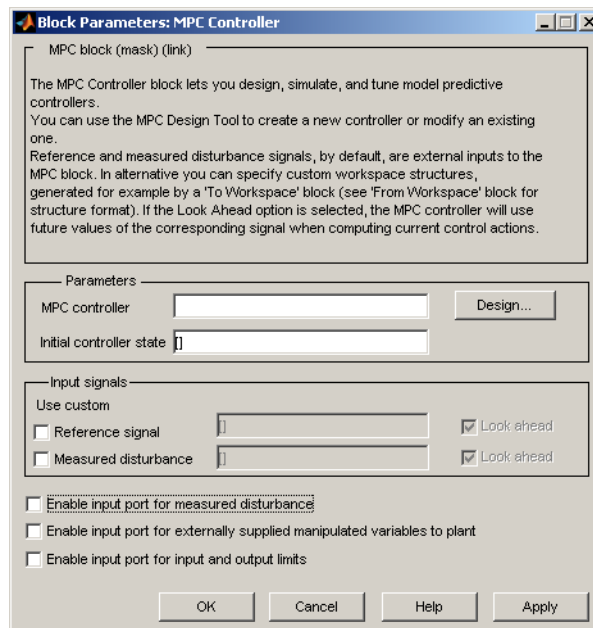 Block Parameters: MPC Controller
MPC block (mask) (link)
The MPC Controller block lets you design, simulate, and tune model predictive
controllers.
You can use the MPC Design Tool to create a new controller or modify an existing
one.
Reference and measured disturbance signals, by default, are external inputs to the
MPC block. In alternative you can specify custom workspace structures,
generated for example by a 'To Workspace' block (see 'From Workspace' block for
structure format). If the Look Ahead option is selected, the MPC controller will use
future values of the corresponding signal when computing current control actions.
Parameters
MPC controller Design...
Initial controller state []
Input signals
Use custom
Reference signal [] Look ahead
Measured disturbance [] Look ahead
Enable input port for measured disturbance
Enable input port for externally supplied manipulated variables to plant
Enable input port for input and output limits
OK Cancel Help Apply